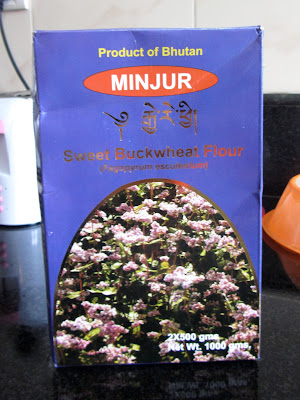 Product of Bhutan
MINJUR
Sweet Buckwheat Flour
(Fagopyrum esculentum)
2X500 gms.
Net Wt. 1000 gms.